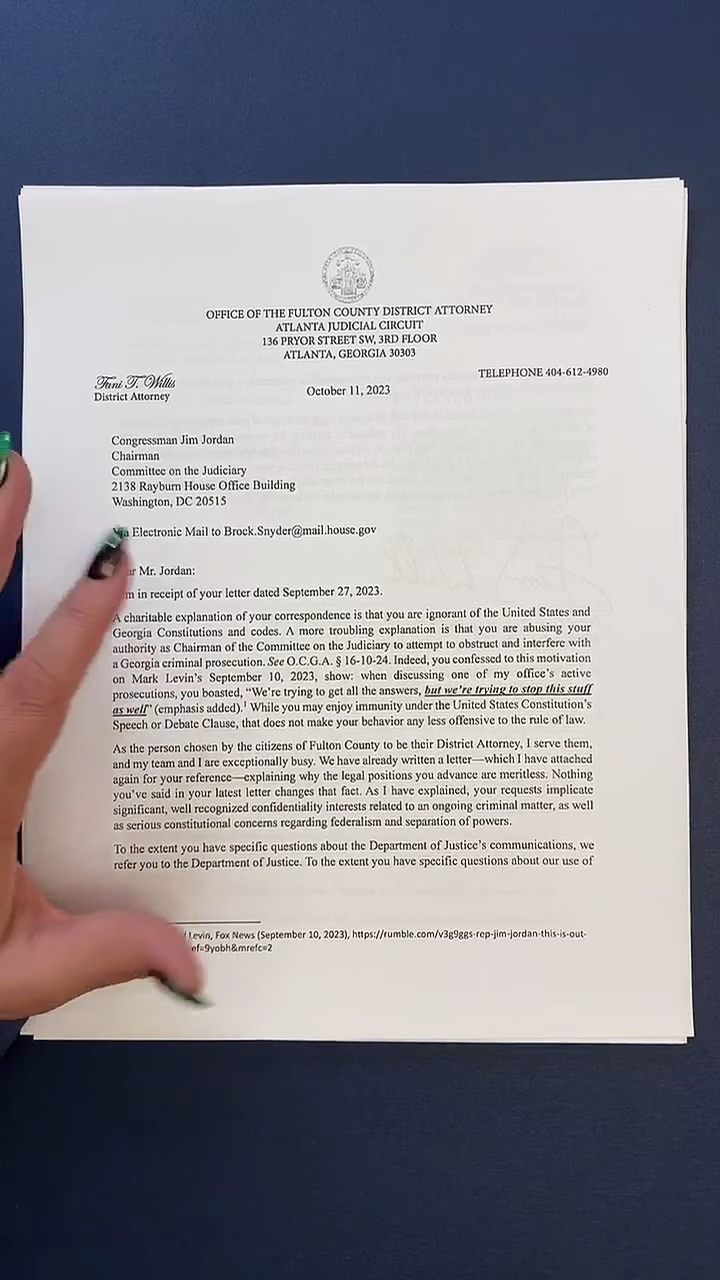 OFFICE OF THE FULTON COUNTY DISTRICT ATTORNEY
ATLANTA JUDICIAL CIRCUIT
136 PRYOR STREET SW, 3RD FLOOR
ATLANTA, GEORGIA 30303
TELEPHONE 404-612-4980
Fani T. Willis
District Attorney
October 11, 2023
Congressman Jim Jordan
Chairman
Committee on the Judiciary
2138 Rayburn House Office Building
Washington, DC 20515
Electronic Mail to Brock.Snyder@mail.house.gov
Mr. Jordan:
in receipt of your letter dated September 27, 2023.
A charitable explanation of your correspondence is that you are ignorant of the United States and
Georgia Constitutions and codes. A more troubling explanation is that you are abusing your
authority as Chairman of the Committee on the Judiciary to attempt to obstruct and interfere with
a Georgia criminal prosecution. See O.C.G.A. § 16-10-24. Indeed, you confessed to this motivation
on Mark Levin's September 10, 2023, show: when discussing one of my office's active
prosecutions, you boasted, "We're trying to get all the answers, but we're trying to stop this stuff
as well" (emphasis added).¹ While you may enjoy immunity under the United States Constitution's
Speech or Debate Clause, that does not make your behavior any less offensive to the rule of law.
As the person chosen by the citizens of Fulton County to be their District Attorney, I serve them,
and my team and I are exceptionally busy. We have already written a letter—which I have attached
again for your reference—explaining why the legal positions you advance are meritless. Nothing
you've said in your latest letter changes that fact. As I have explained, your requests implicate
significant, well recognized confidentiality interests related to an ongoing criminal matter, as well
as serious constitutional concerns regarding federalism and separation of powers.
To the extent you have specific questions about the Department of Justice's communications, we
refer you to the Department of Justice. To the extent you have specific questions about our use of
Levin, Fox News (September 10, 2023), https://rumble.com/v3g9ggs-rep-jim-jordan-this-is-out-
ef=9yobh&mrefc=2